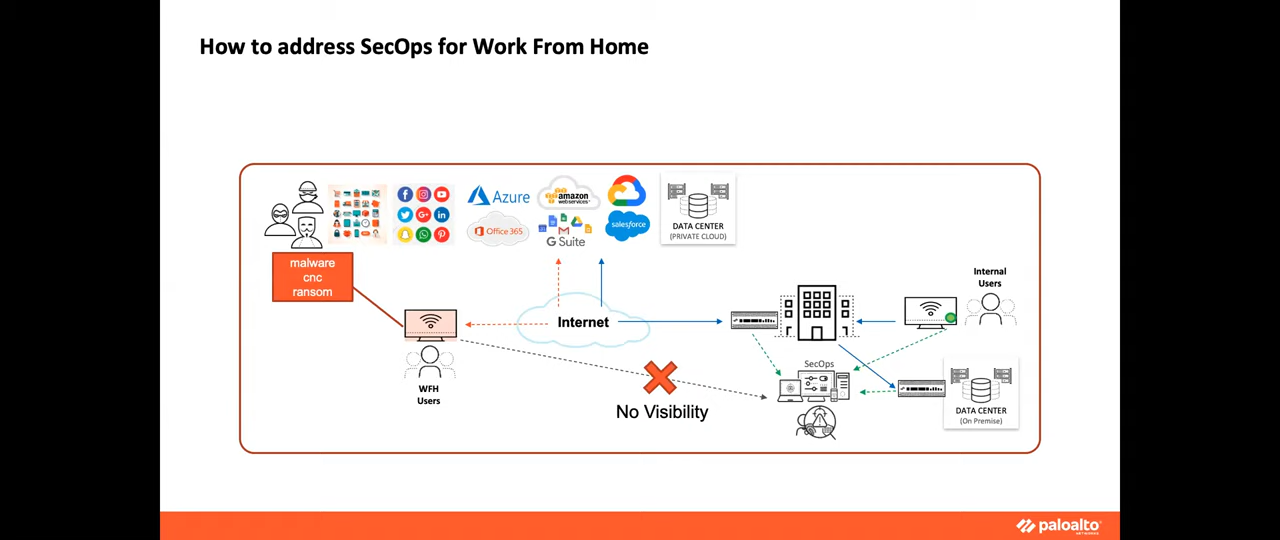 How to address SecOps for Work From Home
Azure
amazon
webservices
Office 365
G Suite
salesforce
DATA CENTER
(PRIVATE CLOUD)
malware
cnc
ransom
Internet
Internal
Users
WFH
Users
No Visibility
SecOps
DATA CENTER
(On Premise)
paloalto
NETWORKS